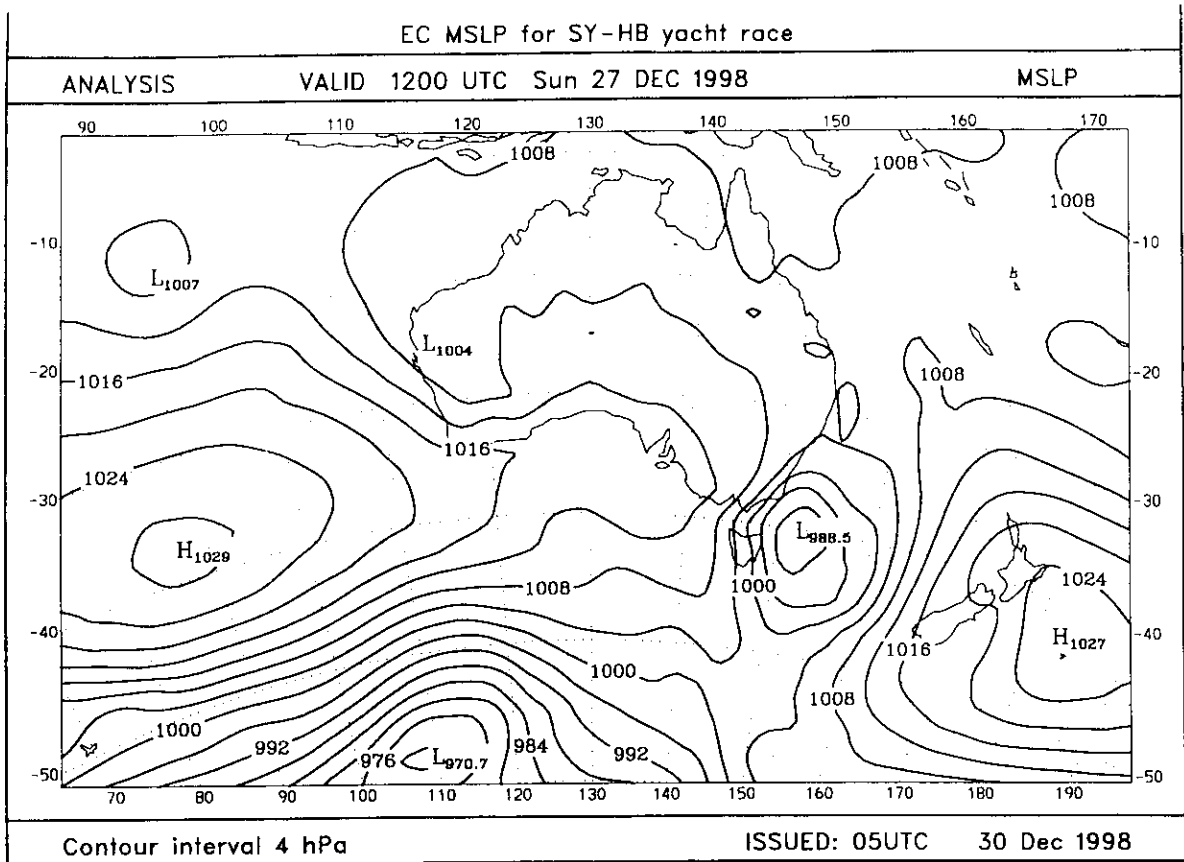 EC MSLP for SY-HB yacht race
ANALYSIS VALID 1200 UTC Sun 27 DEC 1998 MSLP
90 100 110 120 130 140 150 160 170
1008
1008
1008
-10 -10
L1007
L1004
-20 1016 1008 -20
1016
1024
-30 -30
L988.5
H1029
1008 1000 1024
-40 H1027 -40
1016
1000
1008
1000
992 984 992
976 L970.7
-50 -50
70 80 90 100 110 120 130 140 150 160 170 180 190
Contour interval 4 hPa ISSUED: 05UTC 30 Dec 1998